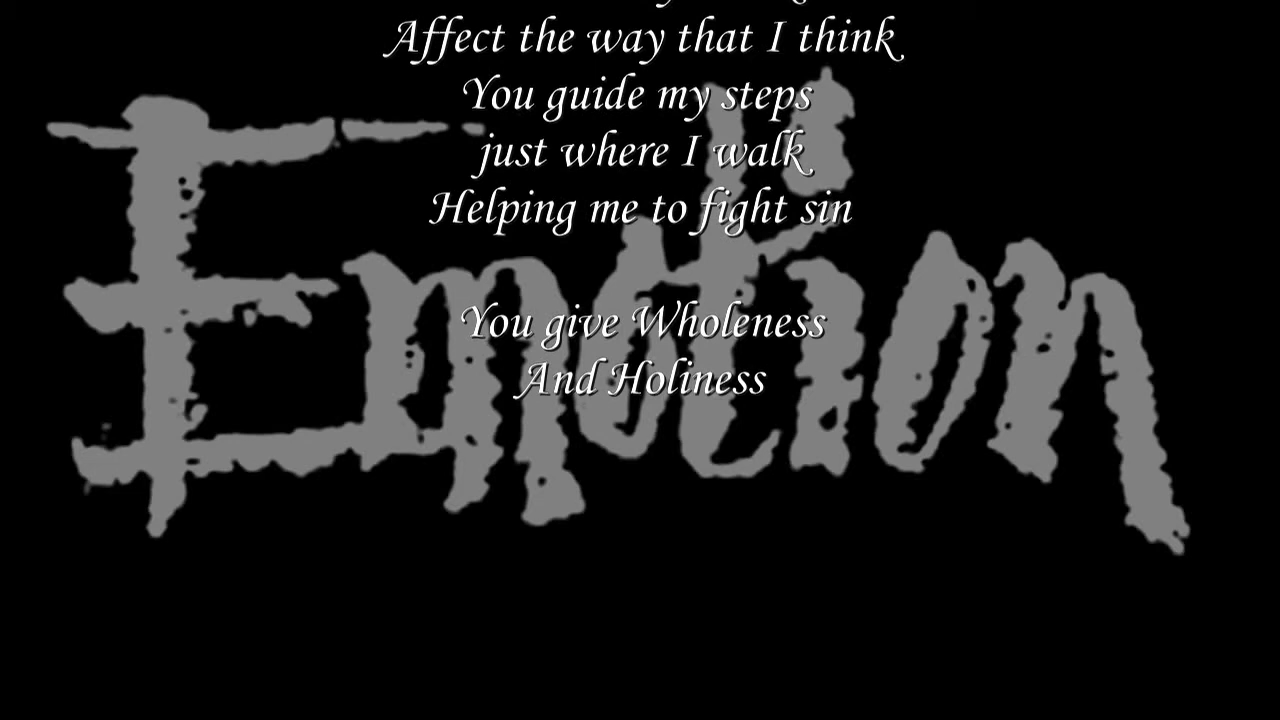 Affect the way that I think
You guide my steps
just where I walk
Helping me to fight sin
You give Wholeness
And Holiness
Emotion